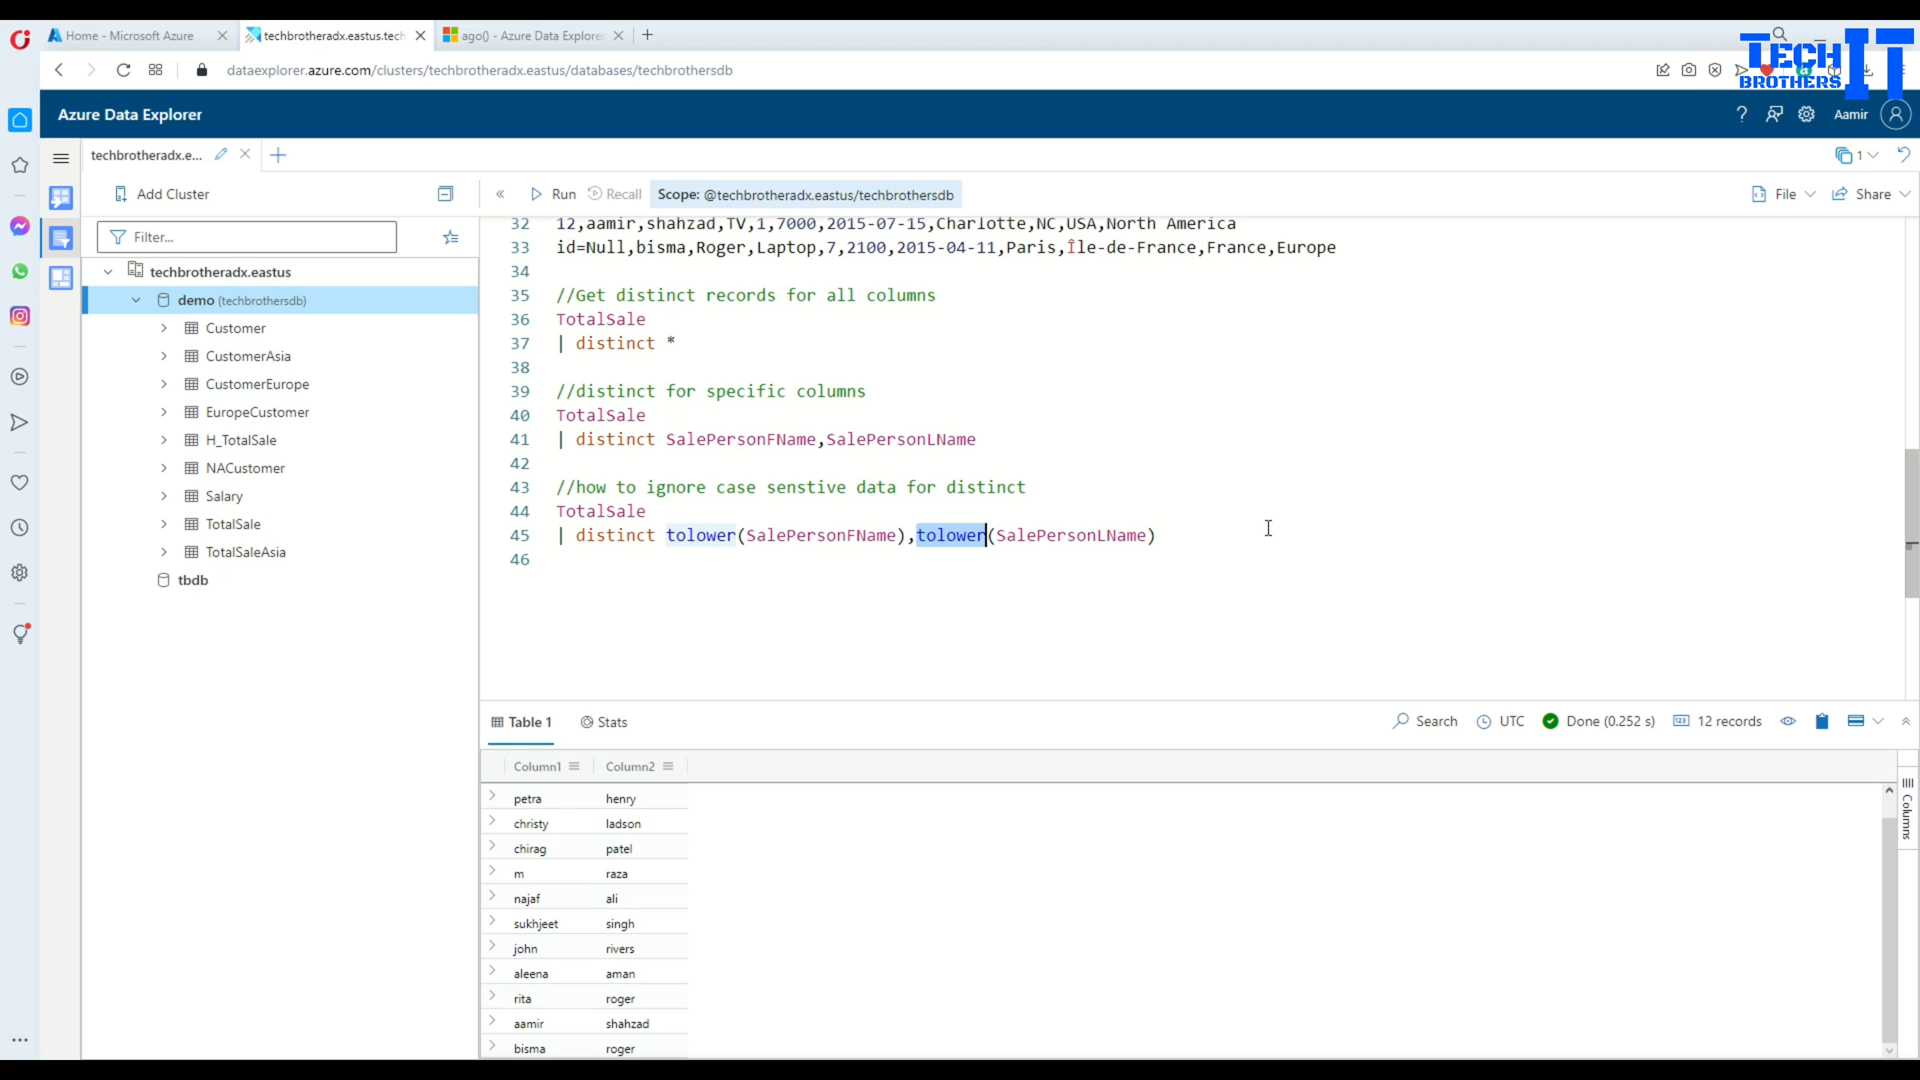 Home - Microsoft Azure
techbrotheradx.eastus.tech
ago() - Azure Data Explorer
TECH BROTHERS IT
dataexplorer.azure.com/clusters/techbrotheradx.eastus/databases/techbrothersdb
Azure Data Explorer
? Aamir
techbrotheradx.e...
1
Add Cluster
Run
Recall
Scope: @techbrotheradx.eastus/techbrothersdb
File
Share
Filter...
techbrotheradx.eastus
demo (techbrothersdb)
Customer
CustomerAsia
CustomerEurope
EuropeCustomer
H_TotalSale
NACustomer
Salary
TotalSale
TotalSaleAsia
tbdb
32 12,aamir,shahzad,TV,1,7000,2015-07-15,Charlotte,NC,USA,North America
33 id=Null,bisma,Roger,Laptop,7,2100,2015-04-11,Paris,Île-de-France,France,Europe
34
35 //Get distinct records for all columns
36 TotalSale
37 | distinct *
38
39 //distinct for specific columns
40 TotalSale
41 | distinct SalePersonFName,SalePersonLName
42
43 //how to ignore case senstive data for distinct
44 TotalSale
45 | distinct tolower(SalePersonFName),tolower(SalePersonLName)
46
Table 1
Stats
Search
UTC
Done (0.252 s)
12 records
Column1 Column2
petra henry
christy ladson
chirag patel
m raza
najaf ali
sukhjeet singh
john rivers
aleena aman
rita roger
aamir shahzad
bisma roger
Columns